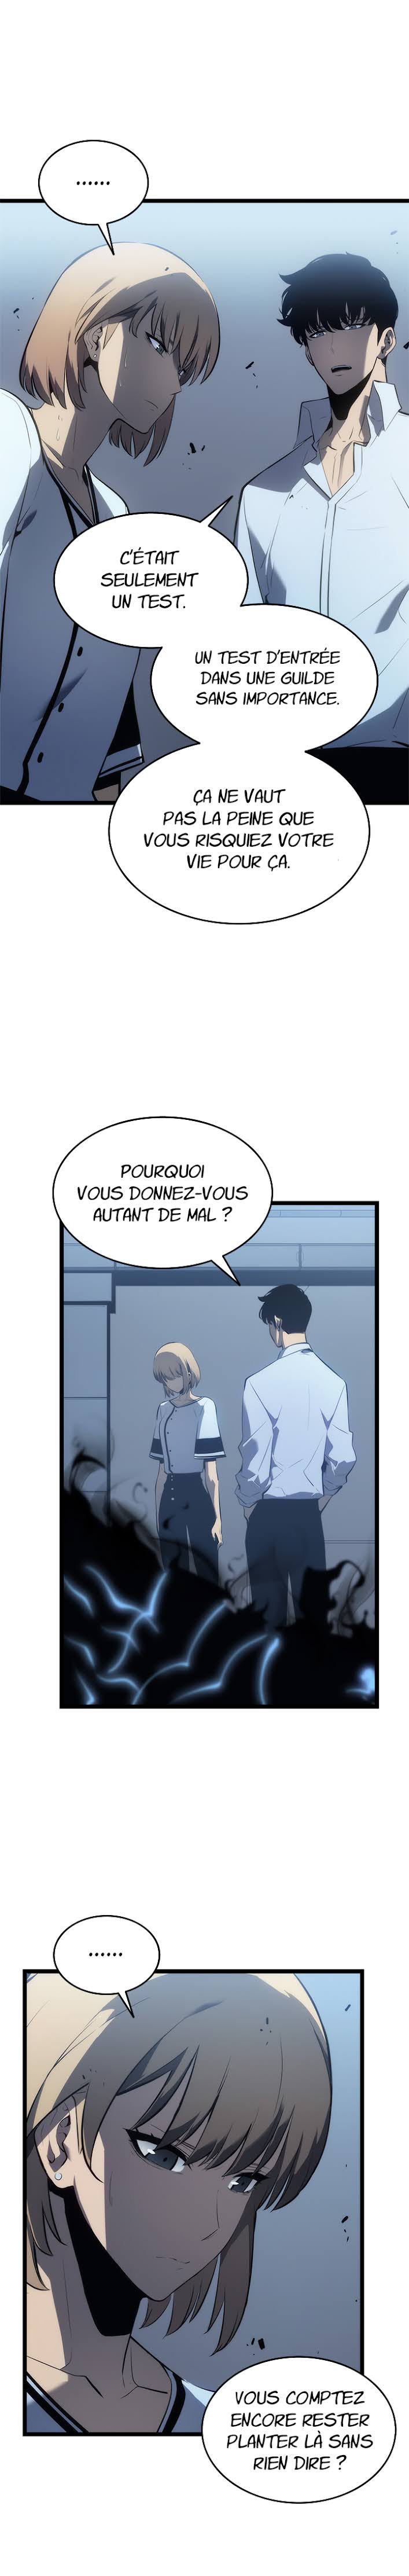 ......
C'ÉTAIT
SEULEMENT
UN TEST.
UN TEST D'ENTRÉE
DANS UNE GUILDE
SANS IMPORTANCE.
ÇA NE VAUT
PAS LA PEINE QUE
VOUS RISQUIEZ VOTRE
VIE POUR ÇA.
POURQUOI
VOUS DONNEZ-VOUS
AUTANT DE MAL ?
......
VOUS COMPTEZ
ENCORE RESTER
PLANTER LÀ SANS
RIEN DIRE ?